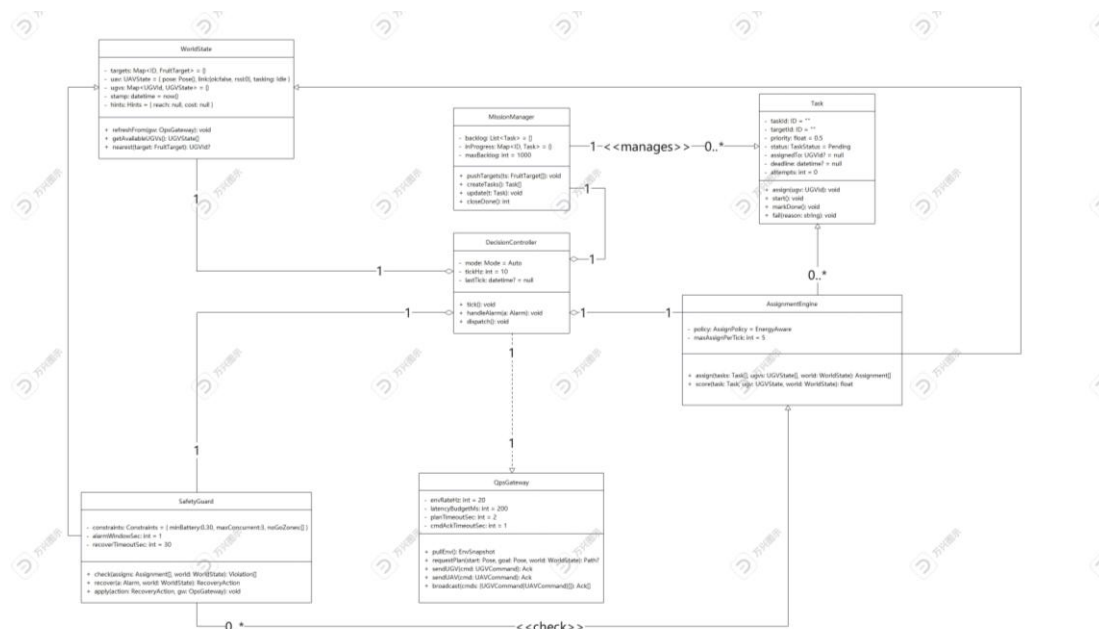 WorldState
- targets: Map<ID, FruitTarget> = {}
- uav: UAVState = { pose: Pose(), link:{ok:false, rssi:0}, tasking: Idle }
- ugvs: Map<UGVId, UGVState> = {}
- stamp: datetime = now()
- hints: Hints = { reach: null, cost: null }
+ refreshFrom(gw: OpsGateway): void
+ getAvailableUGVs(): UGVState[]
+ nearest(target: FruitTarget): UGVId?
MissionManager
- backlog: List<Task> = []
- inProgress: Map<ID, Task> = {}
- maxBacklog: int = 1000
+ pushTargets(ts: FruitTarget[]): void
+ createTasks(): Task[]
+ update(t: Task): void
+ closeDone(): int
1
<<manages>>
0..*
Task
- taskId: ID = ""
- targetId: ID = ""
- priority: float = 0.5
- status: TaskStatus = Pending
- assignedTo: UGVId? = null
- deadline: datetime? = null
- attempts: int = 0
+ assign(ugv: UGVId): void
+ start(): void
+ markDone(): void
+ fail(reason: string): void
1
1
1
DecisionController
- mode: Mode = Auto
- tickHz: int = 10
- lastTick: datetime? = null
+ tick(): void
+ handleAlarm(a: Alarm): void
+ dispatch(): void
0..*
1
1
1
AssignmentEngine
- policy: AssignPolicy = EnergyAware
- maxAssignPerTick: int = 5
+ assign(tasks: Task[], ugvs: UGVState[], world: WorldState): Assignment[]
+ score(task: Task, ugv: UGVState, world: WorldState): float
1
1
1
SafetyGuard
- constraints: Constraints = { minBattery:0.30, maxConcurrent:3, noGoZones:[] }
- alarmWindowSec: int = 1
- recoverTimeoutSec: int = 30
+ check(assigns: Assignment[], world: WorldState): Violation[]
+ recover(a: Alarm, world: WorldState): RecoveryAction
+ apply(action: RecoveryAction, gw: OpsGateway): void
OpsGateway
- envRateHz: int = 20
- latencyBudgetMs: int = 200
- planTimeoutSec: int = 2
- cmdAckTimeoutSec: int = 1
+ pullEnv(): EnvSnapshot
+ requestPlan(start: Pose, goal: Pose, world: WorldState): Path?
+ sendUGV(cmd: UGVCommand): Ack
+ sendUAV(cmd: UAVCommand): Ack
+ broadcast(cmds: (UGVCommand|UAVCommand)[]): Ack[]
0..*
<<check>>
万兴图示